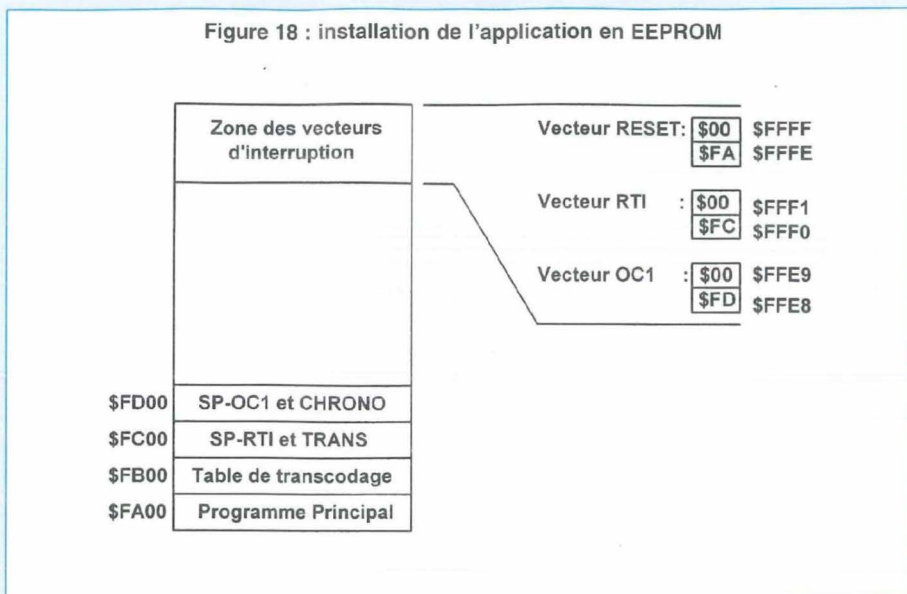 Figure 18 : installation de l'application en EEPROM
Zone des vecteurs
d'interruption
Vecteur RESET: $00 $FFFF
$FA $FFFE
Vecteur RTI : $00 $FFF1
$FC $FFF0
Vecteur OC1 : $00 $FFE9
$FD $FFE8
$FD00 SP-OC1 et CHRONO
$FC00 SP-RTI et TRANS
$FB00 Table de transcodage
$FA00 Programme Principal